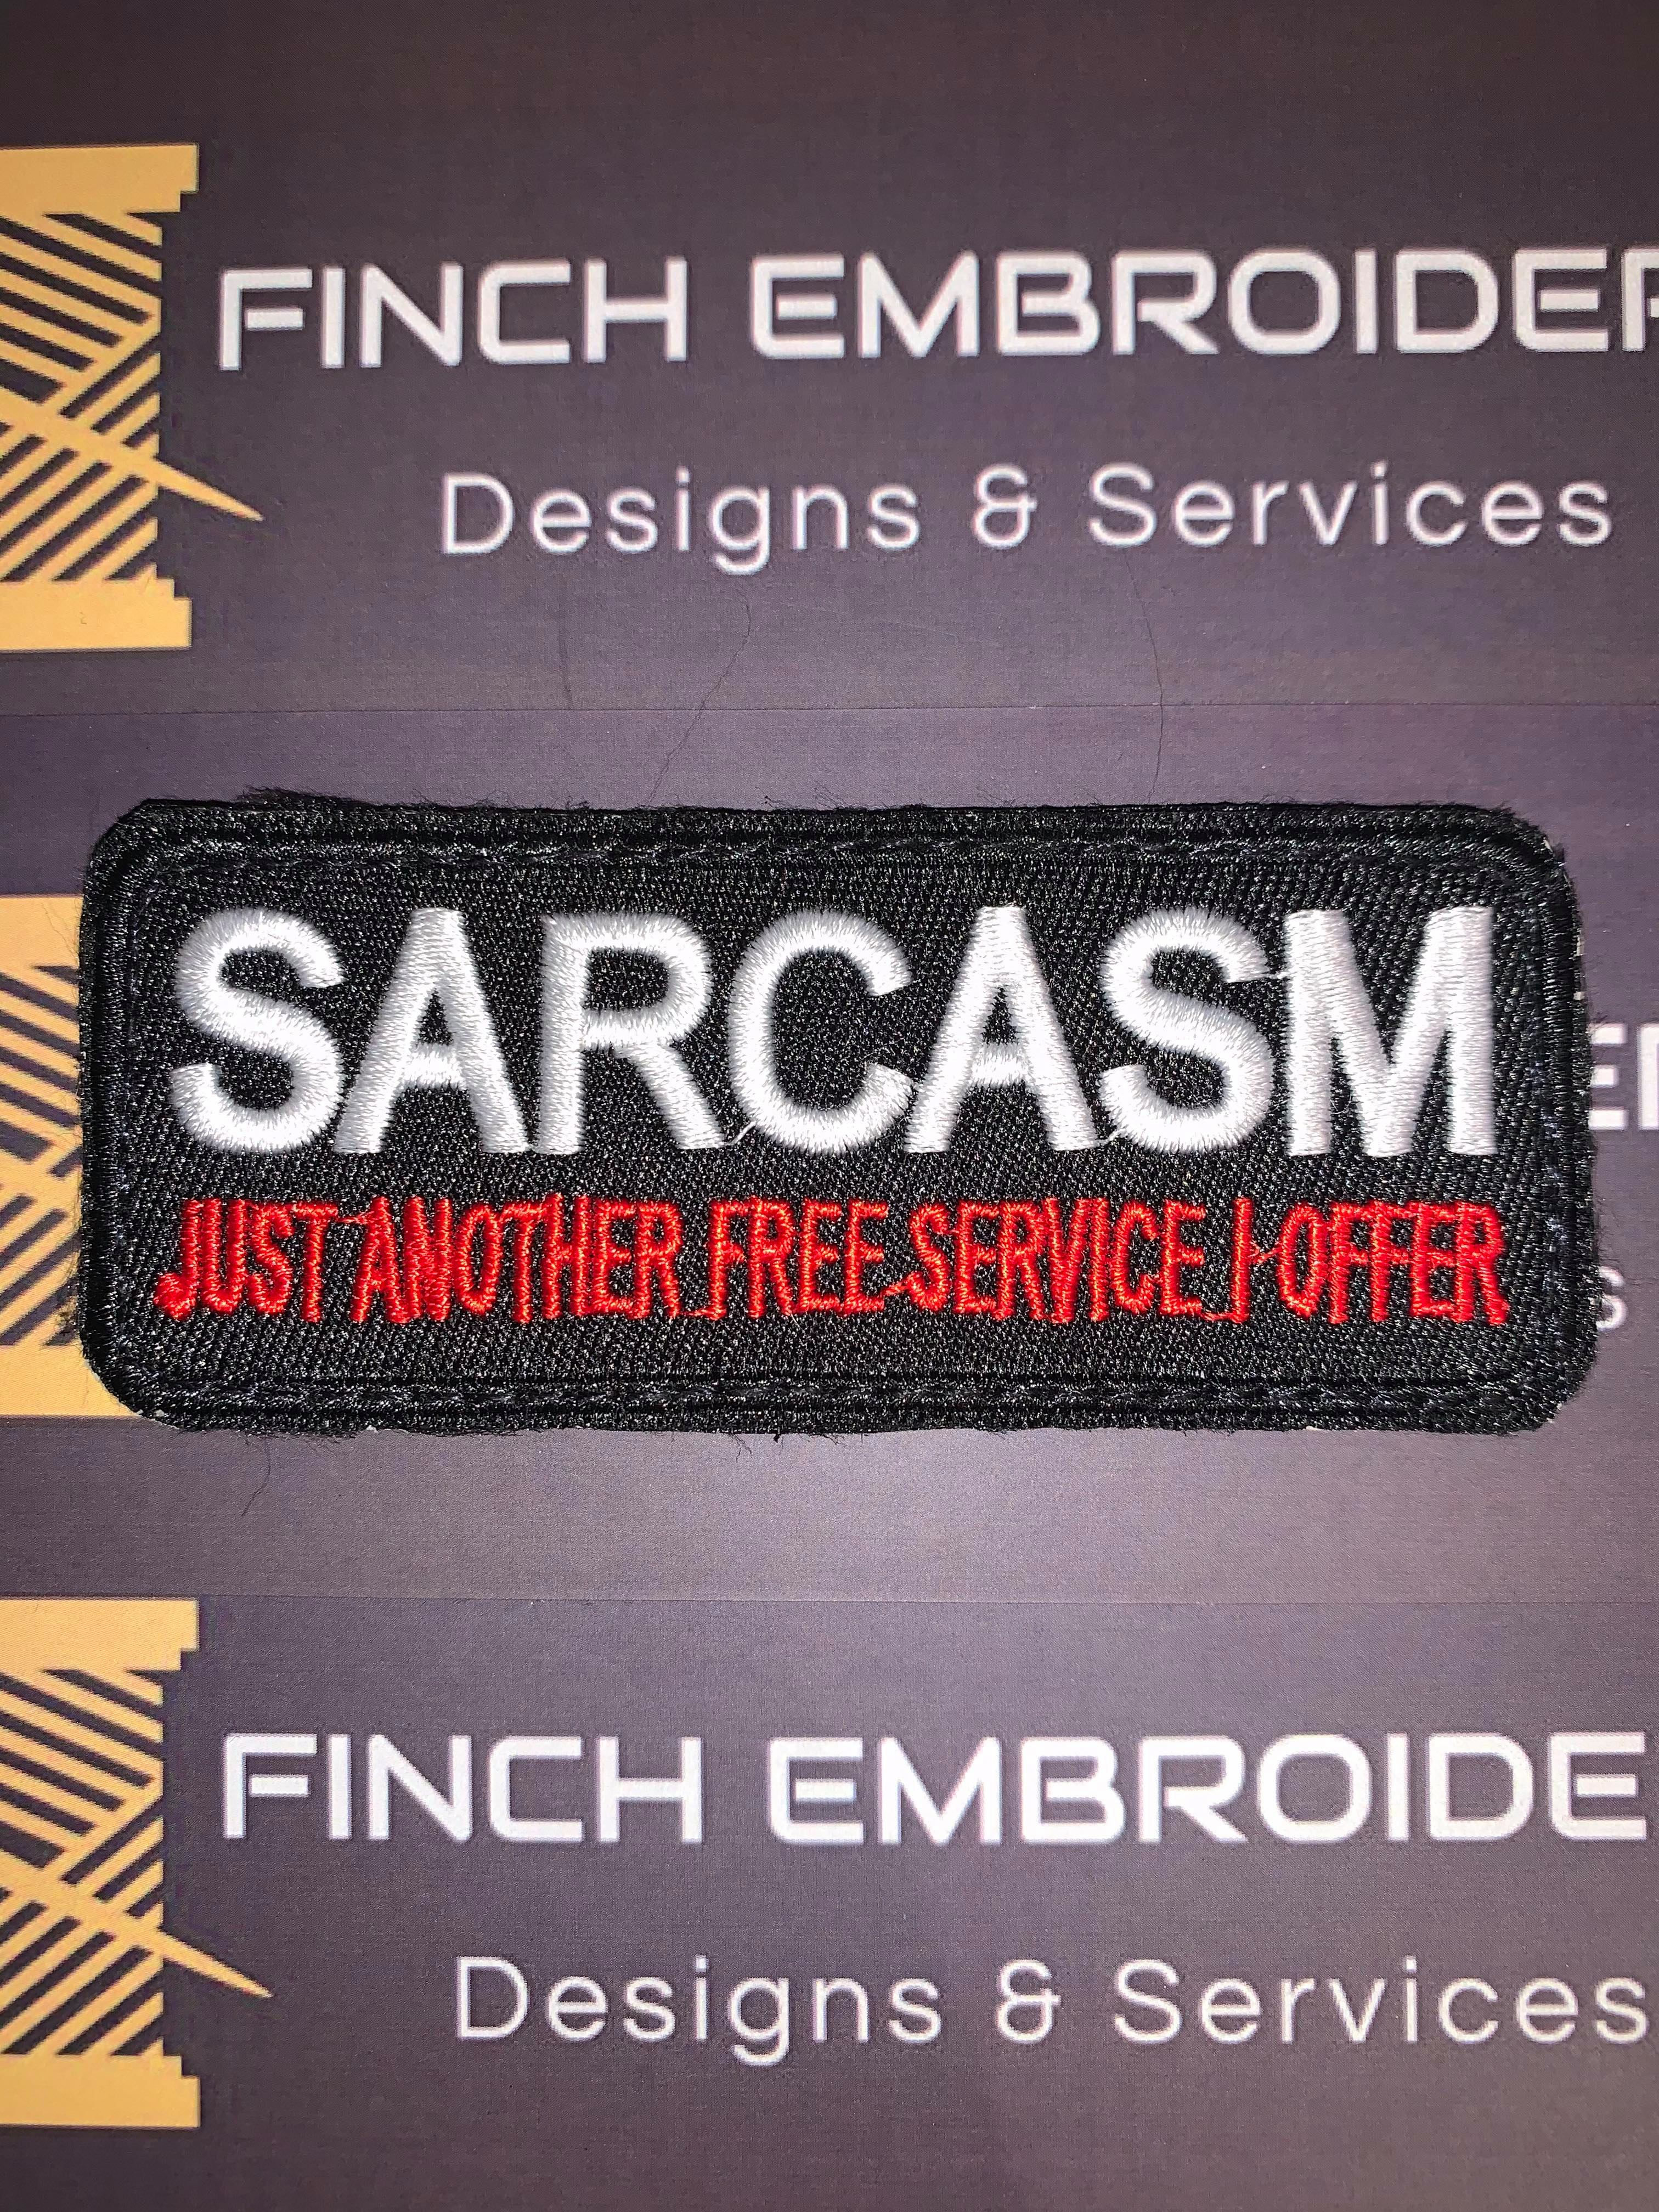 FINCH EMBROIDER
Designs & Services
SARCASM
JUST ANOTHER FREE SERVICE I OFFER
FINCH EMBROIDE
Designs & Services